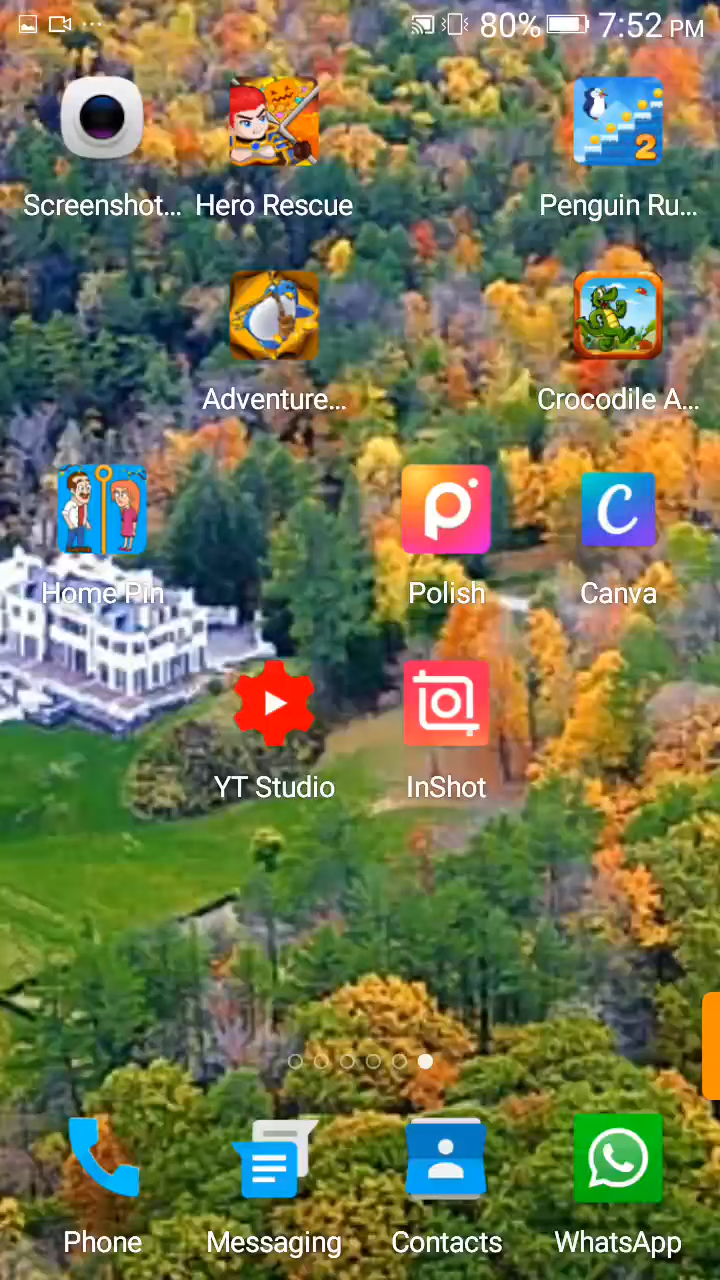 80% 7:52 PM
Screenshot... Hero Rescue Penguin Ru...
2
Adventure... Crocodile A...
Home Pin Polish Canva
YT Studio InShot
Phone Messaging Contacts WhatsApp